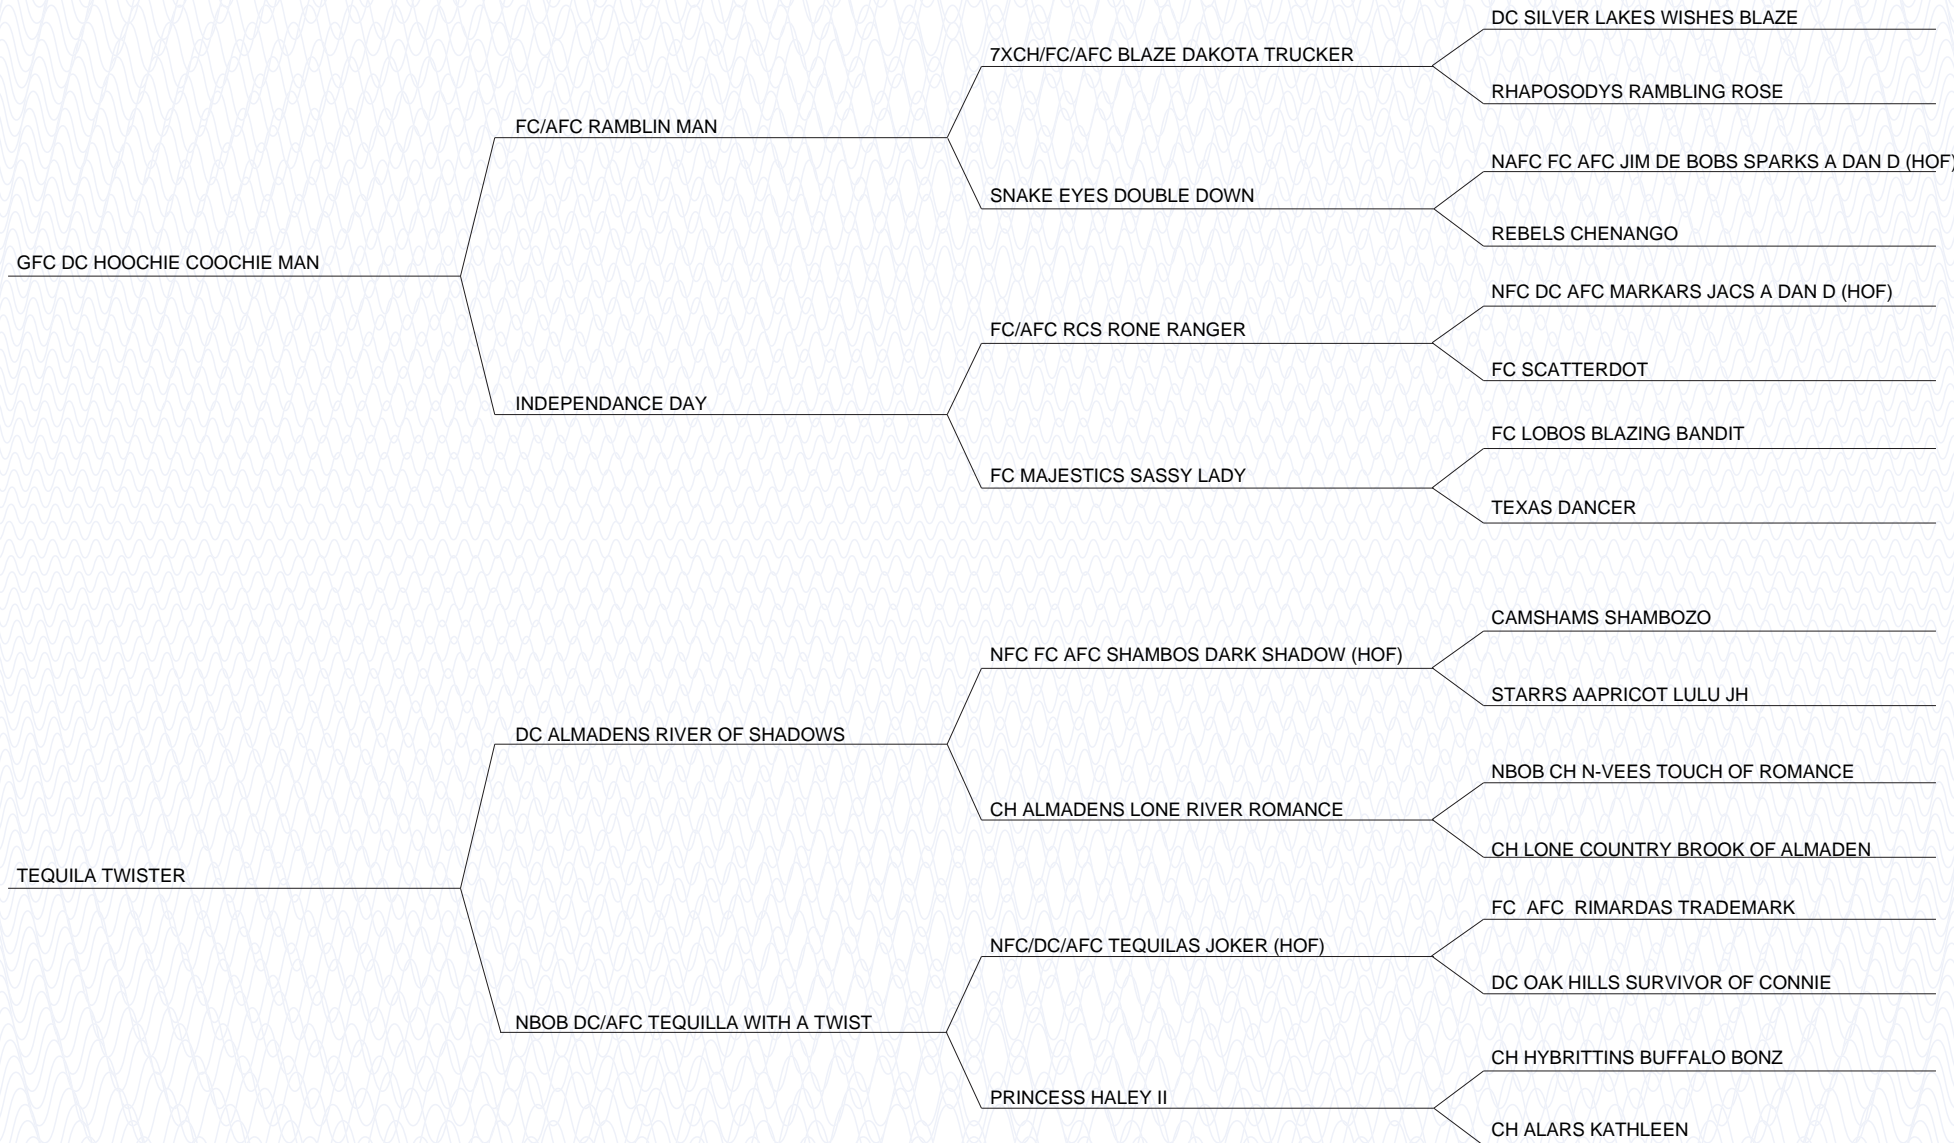 DC SILVER LAKES WISHES BLAZE
7XCH/FC/AFC BLAZE DAKOTA TRUCKER
RHAPOSODYS RAMBLING ROSE
FC/AFC RAMBLIN MAN
NAFC FC AFC JIM DE BOBS SPARKS A DAN D (HOF)
SNAKE EYES DOUBLE DOWN
REBELS CHENANGO
GFC DC HOOCHIE COOCHIE MAN
NFC DC AFC MARKARS JACS A DAN D (HOF)
FC/AFC RCS RONE RANGER
FC SCATTERDOT
INDEPENDANCE DAY
FC LOBOS BLAZING BANDIT
FC MAJESTICS SASSY LADY
TEXAS DANCER
CAMSHAMS SHAMBOZO
NFC FC AFC SHAMBOS DARK SHADOW (HOF)
STARRS AAPRICOT LULU JH
DC ALMADENS RIVER OF SHADOWS
NBOB CH N-VEES TOUCH OF ROMANCE
CH ALMADENS LONE RIVER ROMANCE
CH LONE COUNTRY BROOK OF ALMADEN
TEQUILA TWISTER
FC  AFC  RIMARDAS TRADEMARK
NFC/DC/AFC TEQUILAS JOKER (HOF)
DC OAK HILLS SURVIVOR OF CONNIE
NBOB DC/AFC TEQUILLA WITH A TWIST
CH HYBRITTINS BUFFALO BONZ
PRINCESS HALEY II
CH ALARS KATHLEEN